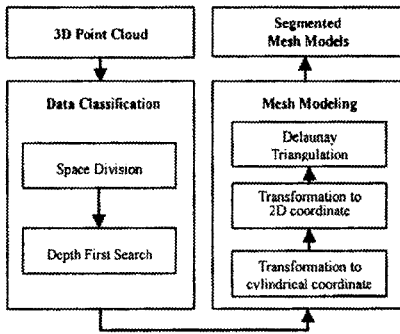 3D Point Cloud
Data Classification
Space Division
Depth First Search
Segmented
Mesh Models
Mesh Modeling
Delaunay
Triangulation
Transformation to
2D coordinate
Transformation to
cylindrical coordinate